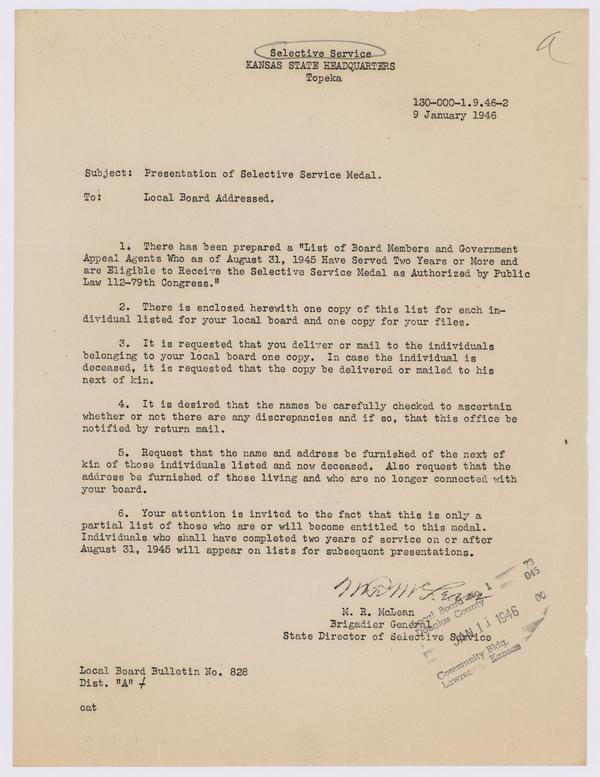 a
Selective Service
KANSAS STATE HEADQUARTERS
Topeka
130-000-1.9.46-2
9 January 1946
Subject: Presentation of Selective Service Medal.
To: Local Board Addressed.
1. There has been prepared a "List of Board Members and Government
Appeal Agents Who as of August 31, 1945 Have Served Two Years or More and
are Eligible to Receive the Selective Service Medal as Authorized by Public
Law 112-79th Congress."
2. There is enclosed herewith one copy of this list for each in-
dividual listed for your local board and one copy for your files.
3. It is requested that you deliver or mail to the individuals
belonging to your local board one copy. In case the individual is
deceased, it is requested that the copy be delivered or mailed to his
next of kin.
4. It is desired that the names be carefully checked to ascertain
whether or not there are any discrepancies and if so, that this office be
notified by return mail.
5. Request that the name and address be furnished of the next of
kin of those individuals listed and now deceased. Also request that the
address be furnished of those living and who are no longer connected with
your board.
6. Your attention is invited to the fact that this is only a
partial list of those who are or will become entitled to this modal.
Individuals who shall have completed two years of service on or after
August 31, 1945 will appear on lists for subsequent presentations.
M R McLean
M. R. McLean
Brigadier General
State Director of Selective Service
Board No. 1
Douglas County
73
045
JAN 11 1946
00
Community Bldg.
Lawrence, Kansas
Local Board Bulletin No. 828
Dist. "A"
cat